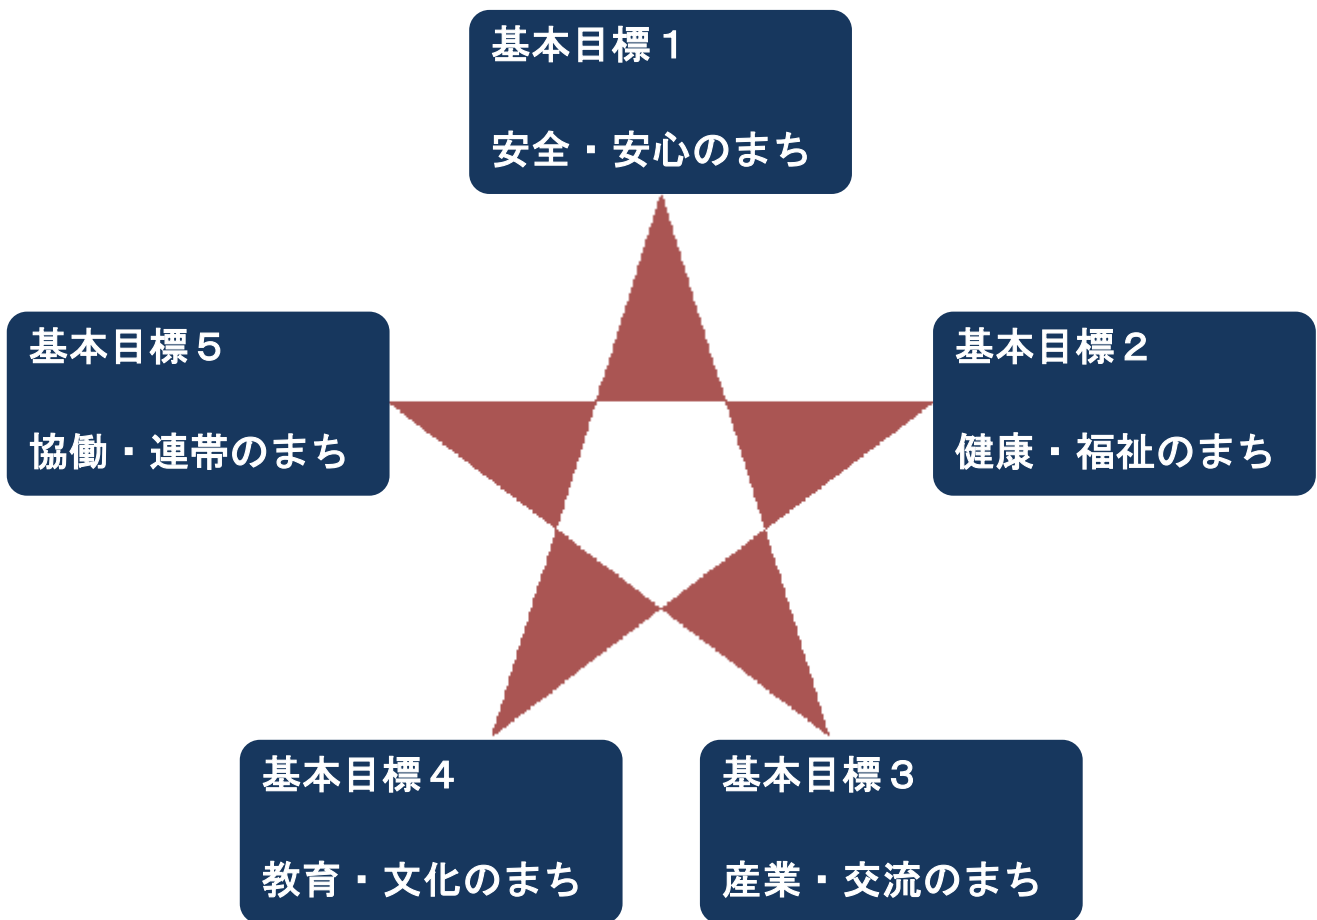 基本目標１
安全・安心のまち
基本目標５
協働・連帯のまち
基本目標２
健康・福祉のまち
基本目標４
教育・文化のまち
基本目標３
産業・交流のまち